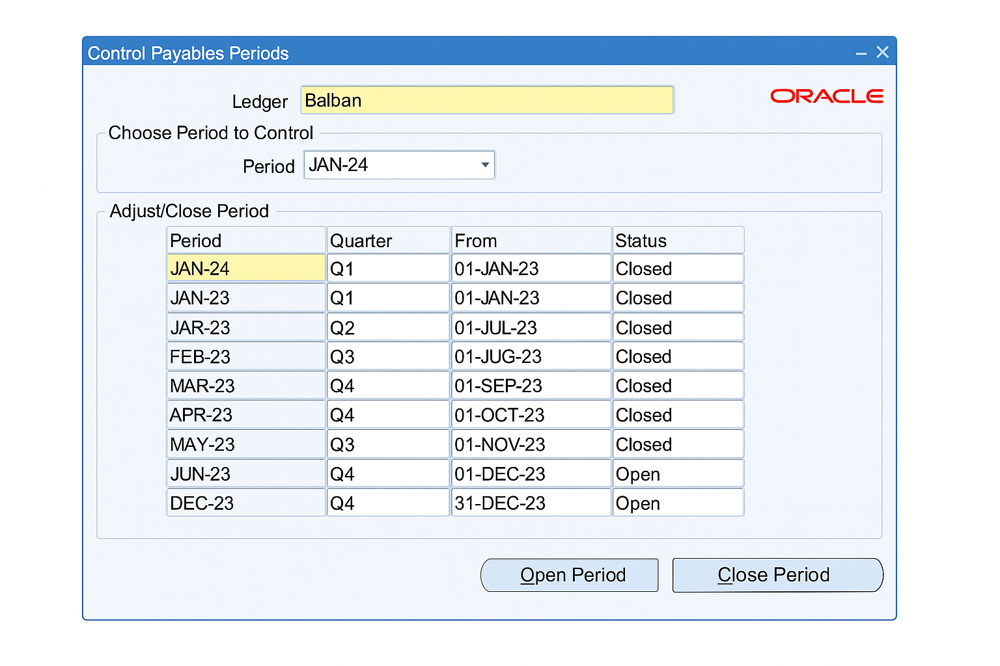 Control Payables Periods
Ledger Balban
ORACLE
Choose Period to Control
Period JAN-24
Adjust/Close Period
Period Quarter From Status
JAN-24 Q1 01-JAN-23 Closed
JAN-23 Q1 01-JAN-23 Closed
JAR-23 Q2 01-JUL-23 Closed
FEB-23 Q3 01-JUG-23 Closed
MAR-23 Q4 01-SEP-23 Closed
APR-23 Q4 01-OCT-23 Closed
MAY-23 Q3 01-NOV-23 Closed
JUN-23 Q4 01-DEC-23 Open
DEC-23 Q4 31-DEC-23 Open
Open Period Close Period